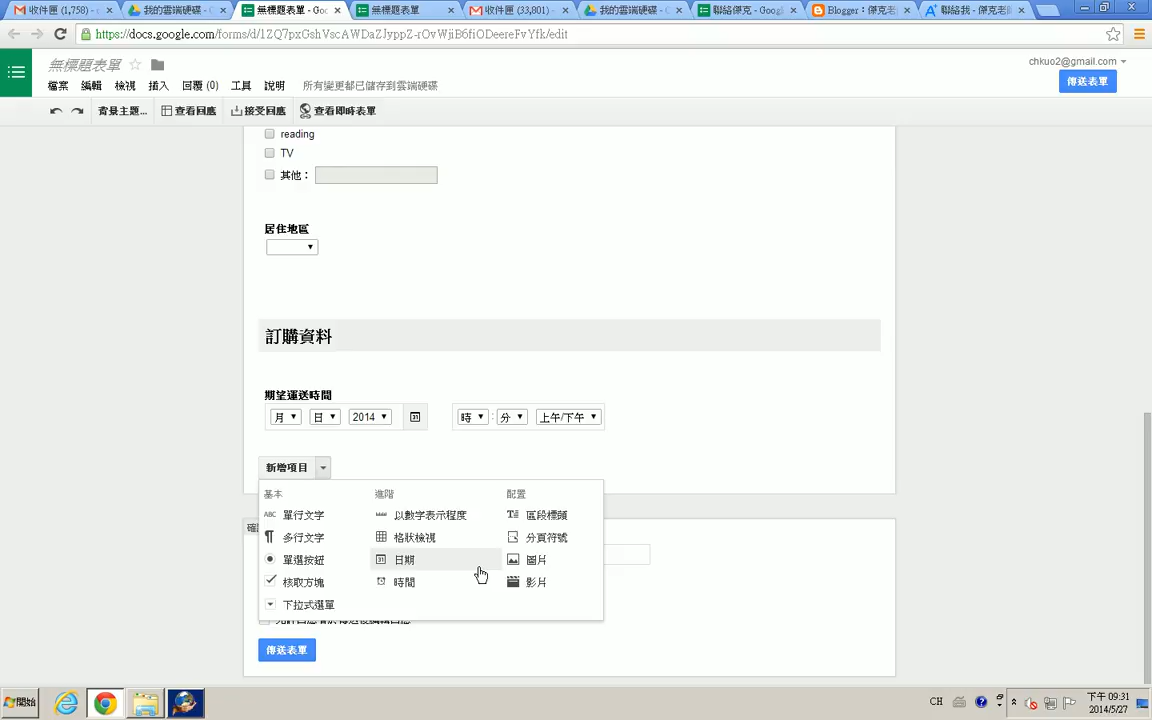 收件匣 (1,758) -
我的雲端硬碟 -
無標題表單 - Goo
無標題表單
收件匣 (33,801) -
我的雲端硬碟 -
聯絡傑克 - Googl
Blogger：傑克老
聯絡我 - 傑克老師
https://docs.google.com/forms/d/1ZQ7pxGshVscAWDaZJyppZ-rOvWjiB6fiODeereFvYfk/edit
無標題表單
chkuo2@gmail.com
檔案 編輯 檢視 插入 回覆 (0) 工具 說明 所有變更都已儲存到雲端硬碟
傳送表單
背景主題... 查看回應 接受回應 查看即時表單
reading
TV
其他：
居住地區
訂購資料
期望運送時間
月 日 2014 31 時 : 分 上午/下午
新增項目
基本 進階 配置
ABC 單行文字 以數字表示程度 區段標頭
多行文字 格狀檢視 分頁符號
單選按鈕 31 日期 圖片
核取方塊 時間 影片
下拉式選單
傳送表單
開始
CH
下午 09:31
2014/5/27